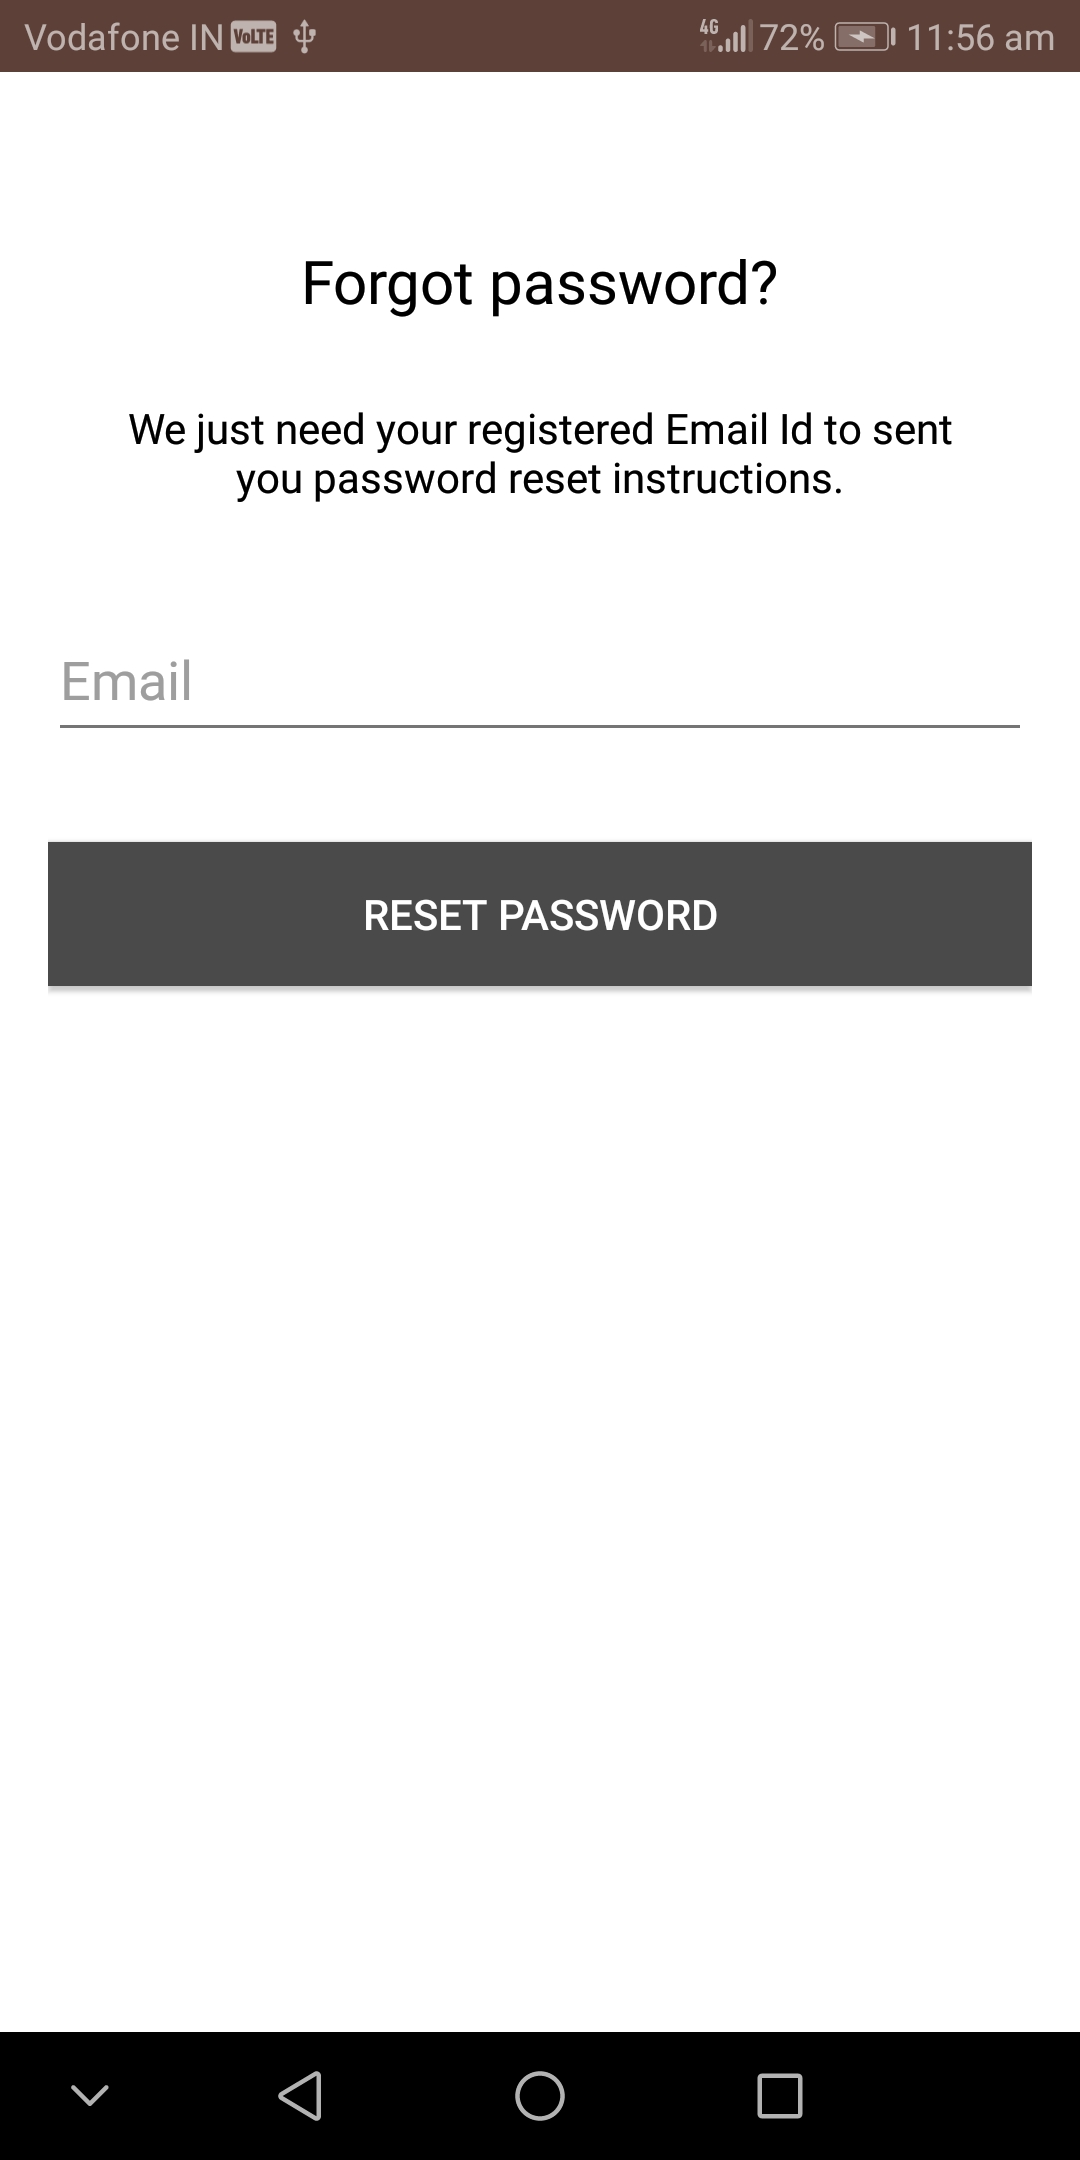 Vodafone IN VoLTE 4G 72% 11:56 am
Forgot password?
We just need your registered Email Id to sent
you password reset instructions.
Email
RESET PASSWORD